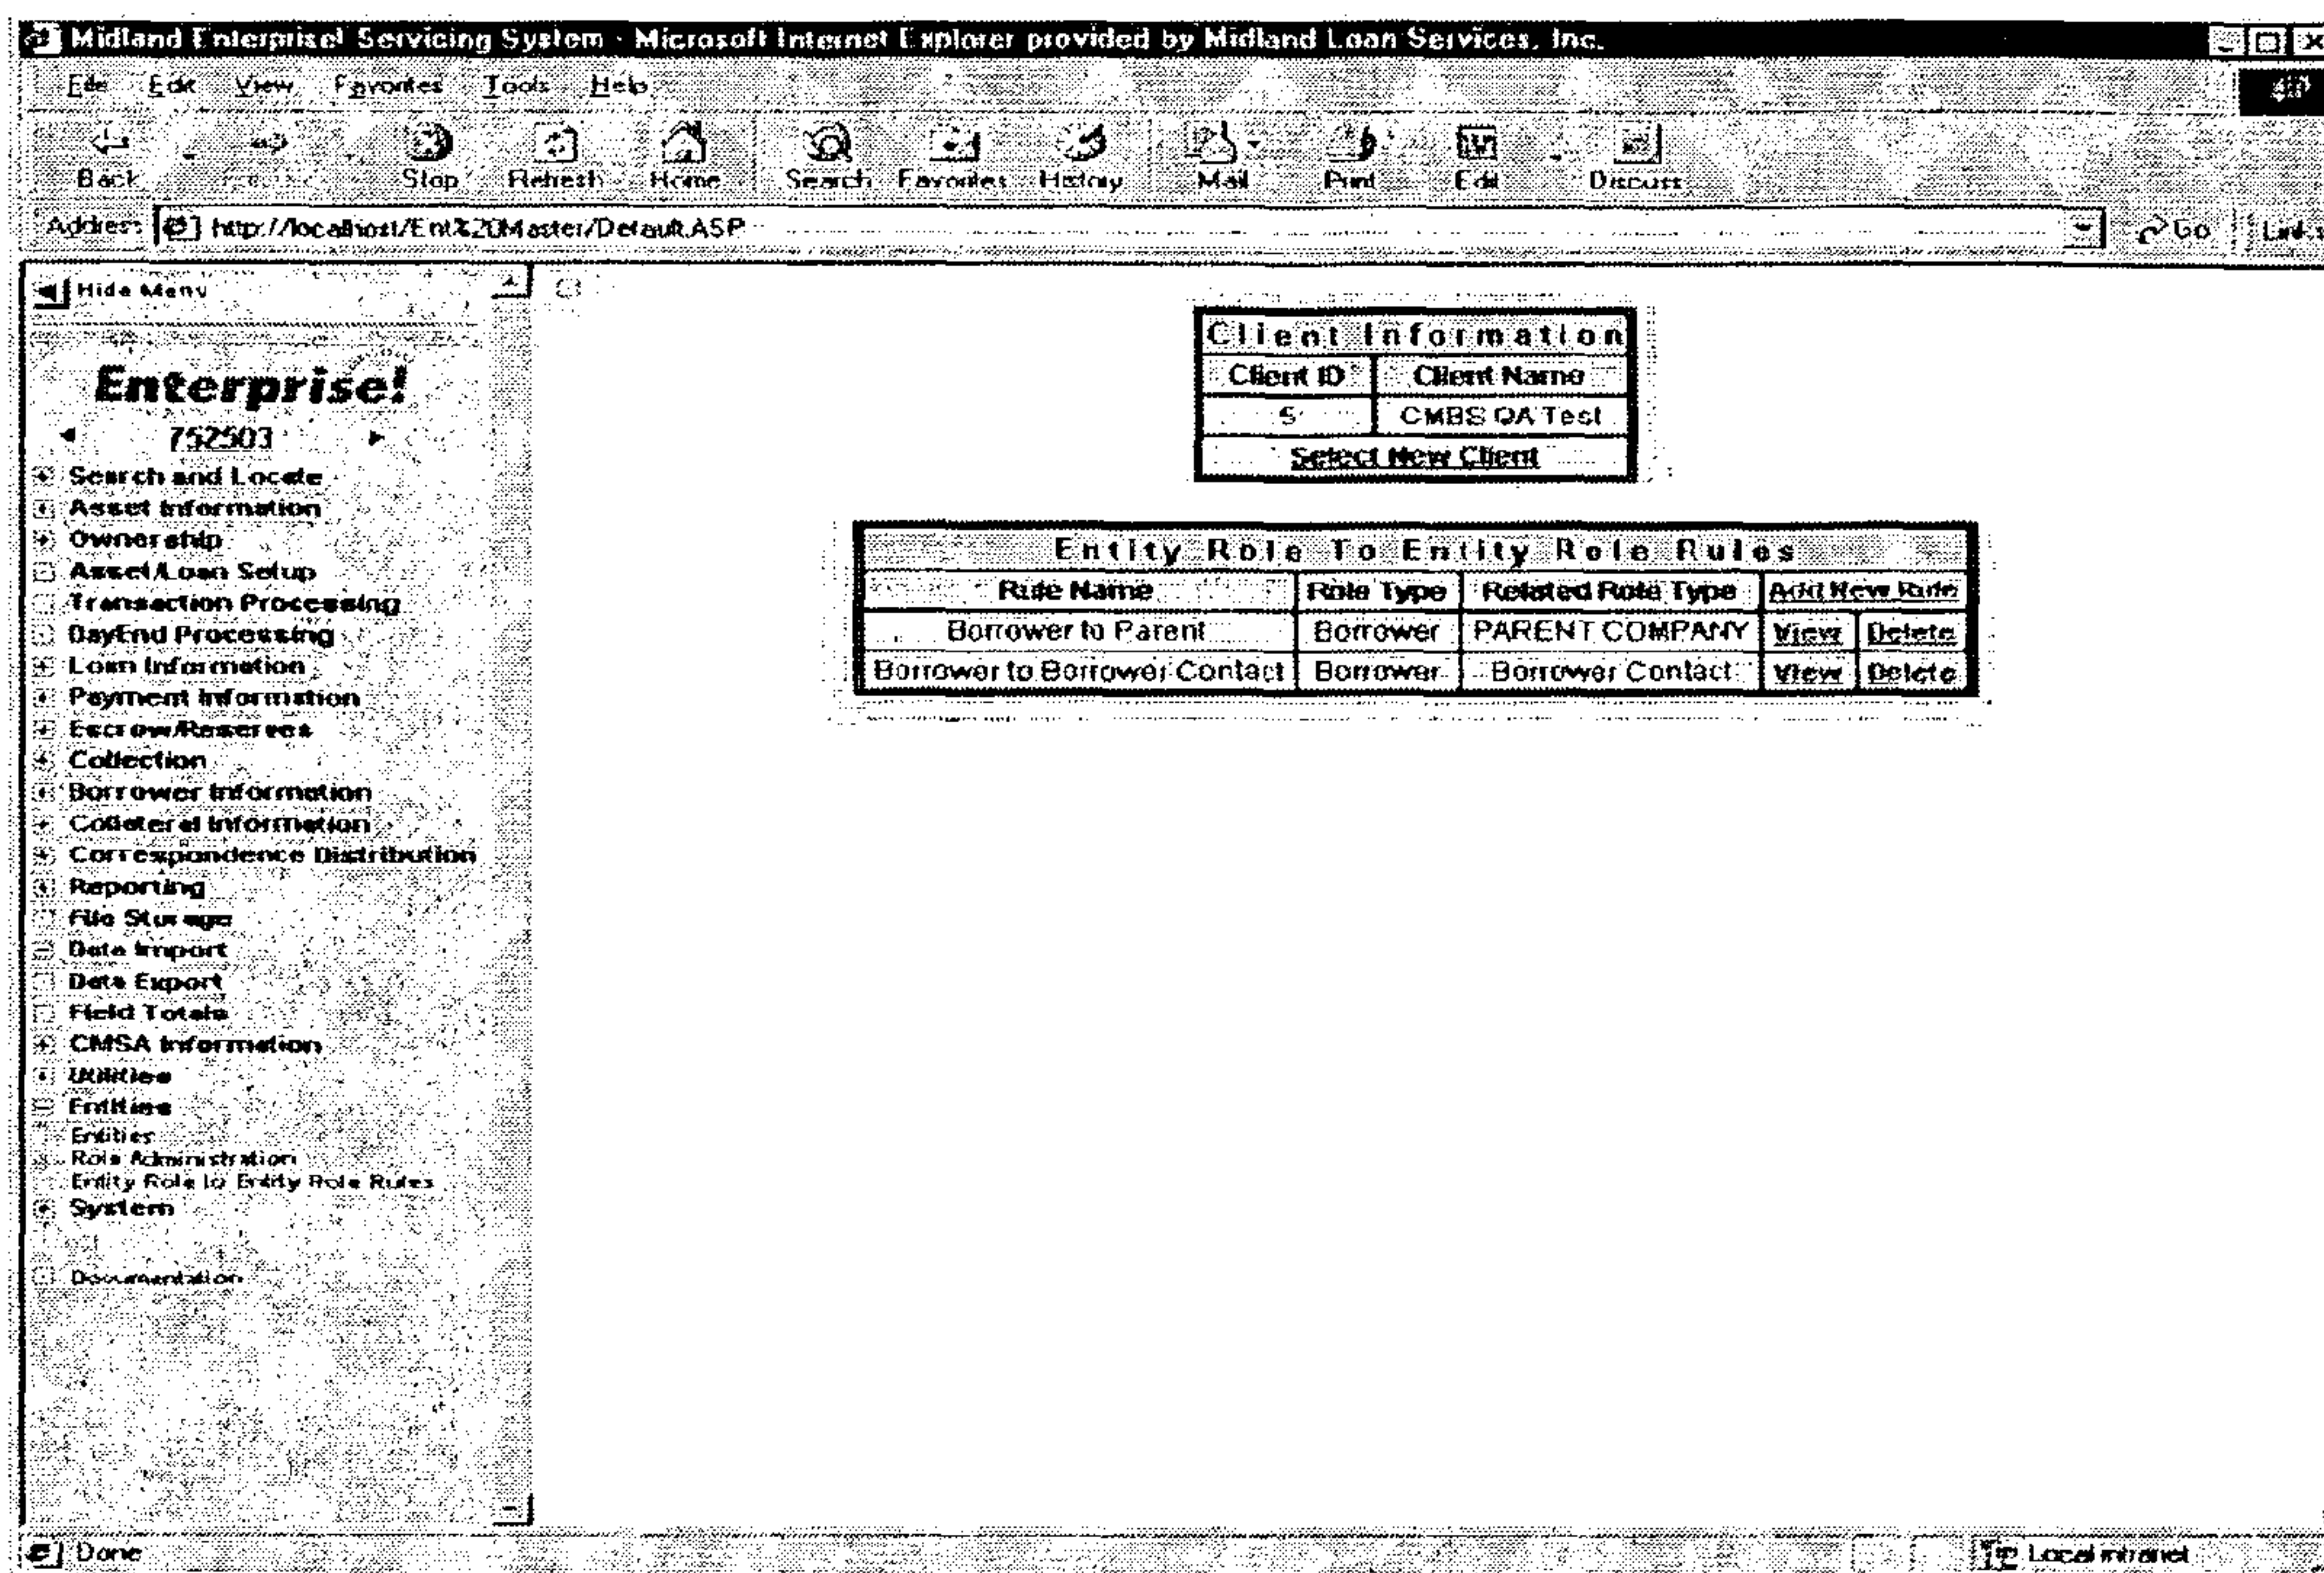 Midland Enterprise! Servicing System - Microsoft Internet Explorer provided by Midland Loan Services, Inc.
File Edit View Favorites Tools Help
Back Stop Refresh Home Search Favorites History Mail Print Edit Discuss
Address http://localhost/Ent%20Master/Default.ASP Go Links
Hide Menu
Enterprise!
752503
Search and Locate
Asset Information
Ownership
Asset/Loan Setup
Transaction Processing
DayEnd Processing
Loan Information
Payment Information
Escrow/Reserves
Collection
Borrower Information
Collateral Information
Correspondence Distribution
Reporting
File Storage
Data Import
Data Export
Field Totals
CMSA Information
Utilities
Entities
Entities
Role Administration
Entity Role to Entity Role Rules
System
Documentation
Client Information
Client ID Client Name
5 CMBS QA Test
Select New Client
Entity Role To Entity Role Rules
Rule Name Role Type Related Role Type Add New Rule
Borrower to Parent Borrower PARENT COMPANY View Delete
Borrower to Borrower Contact Borrower Borrower Contact View Delete
Done Local intranet